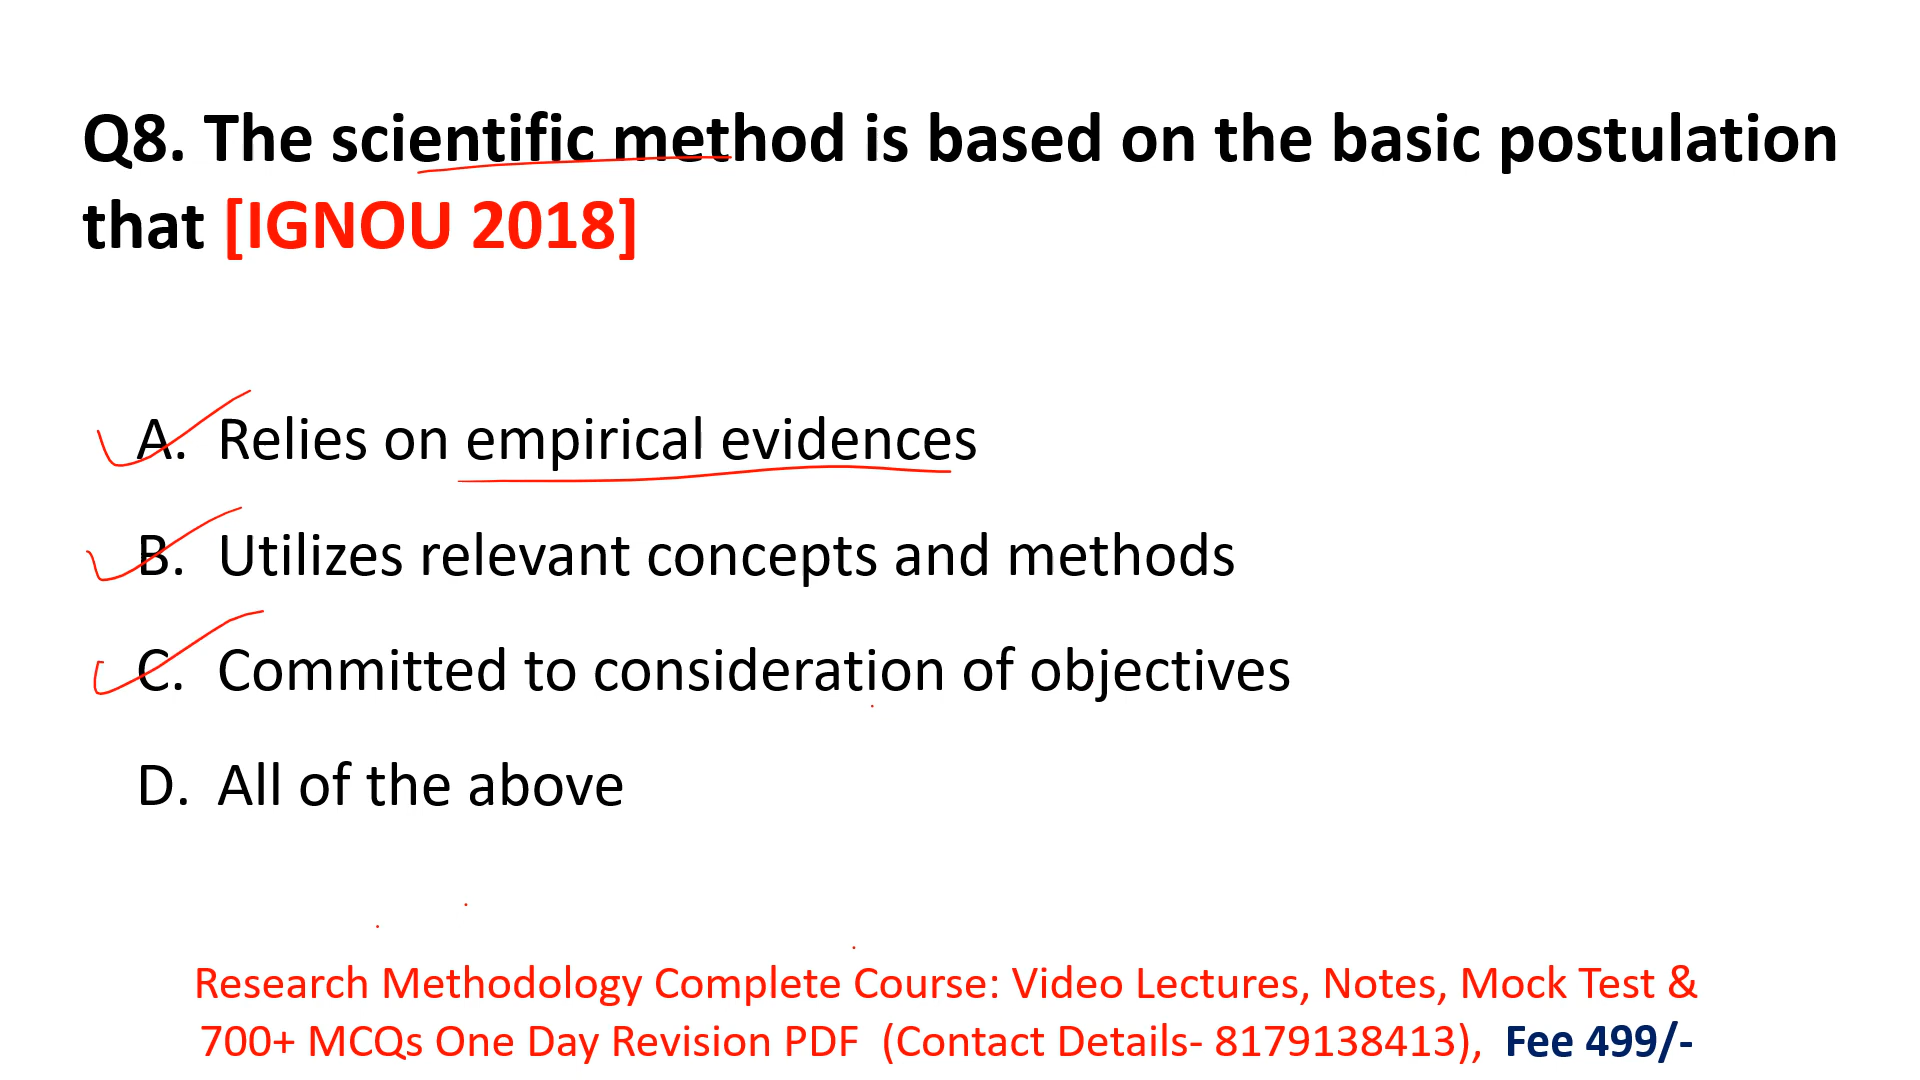 Q8. The scientific method is based on the basic postulation
that [IGNOU 2018]
A. Relies on empirical evidences
B. Utilizes relevant concepts and methods
C. Committed to consideration of objectives
D. All of the above
Research Methodology Complete Course: Video Lectures, Notes, Mock Test &
700+ MCQs One Day Revision PDF (Contact Details- 8179138413), Fee 499/-